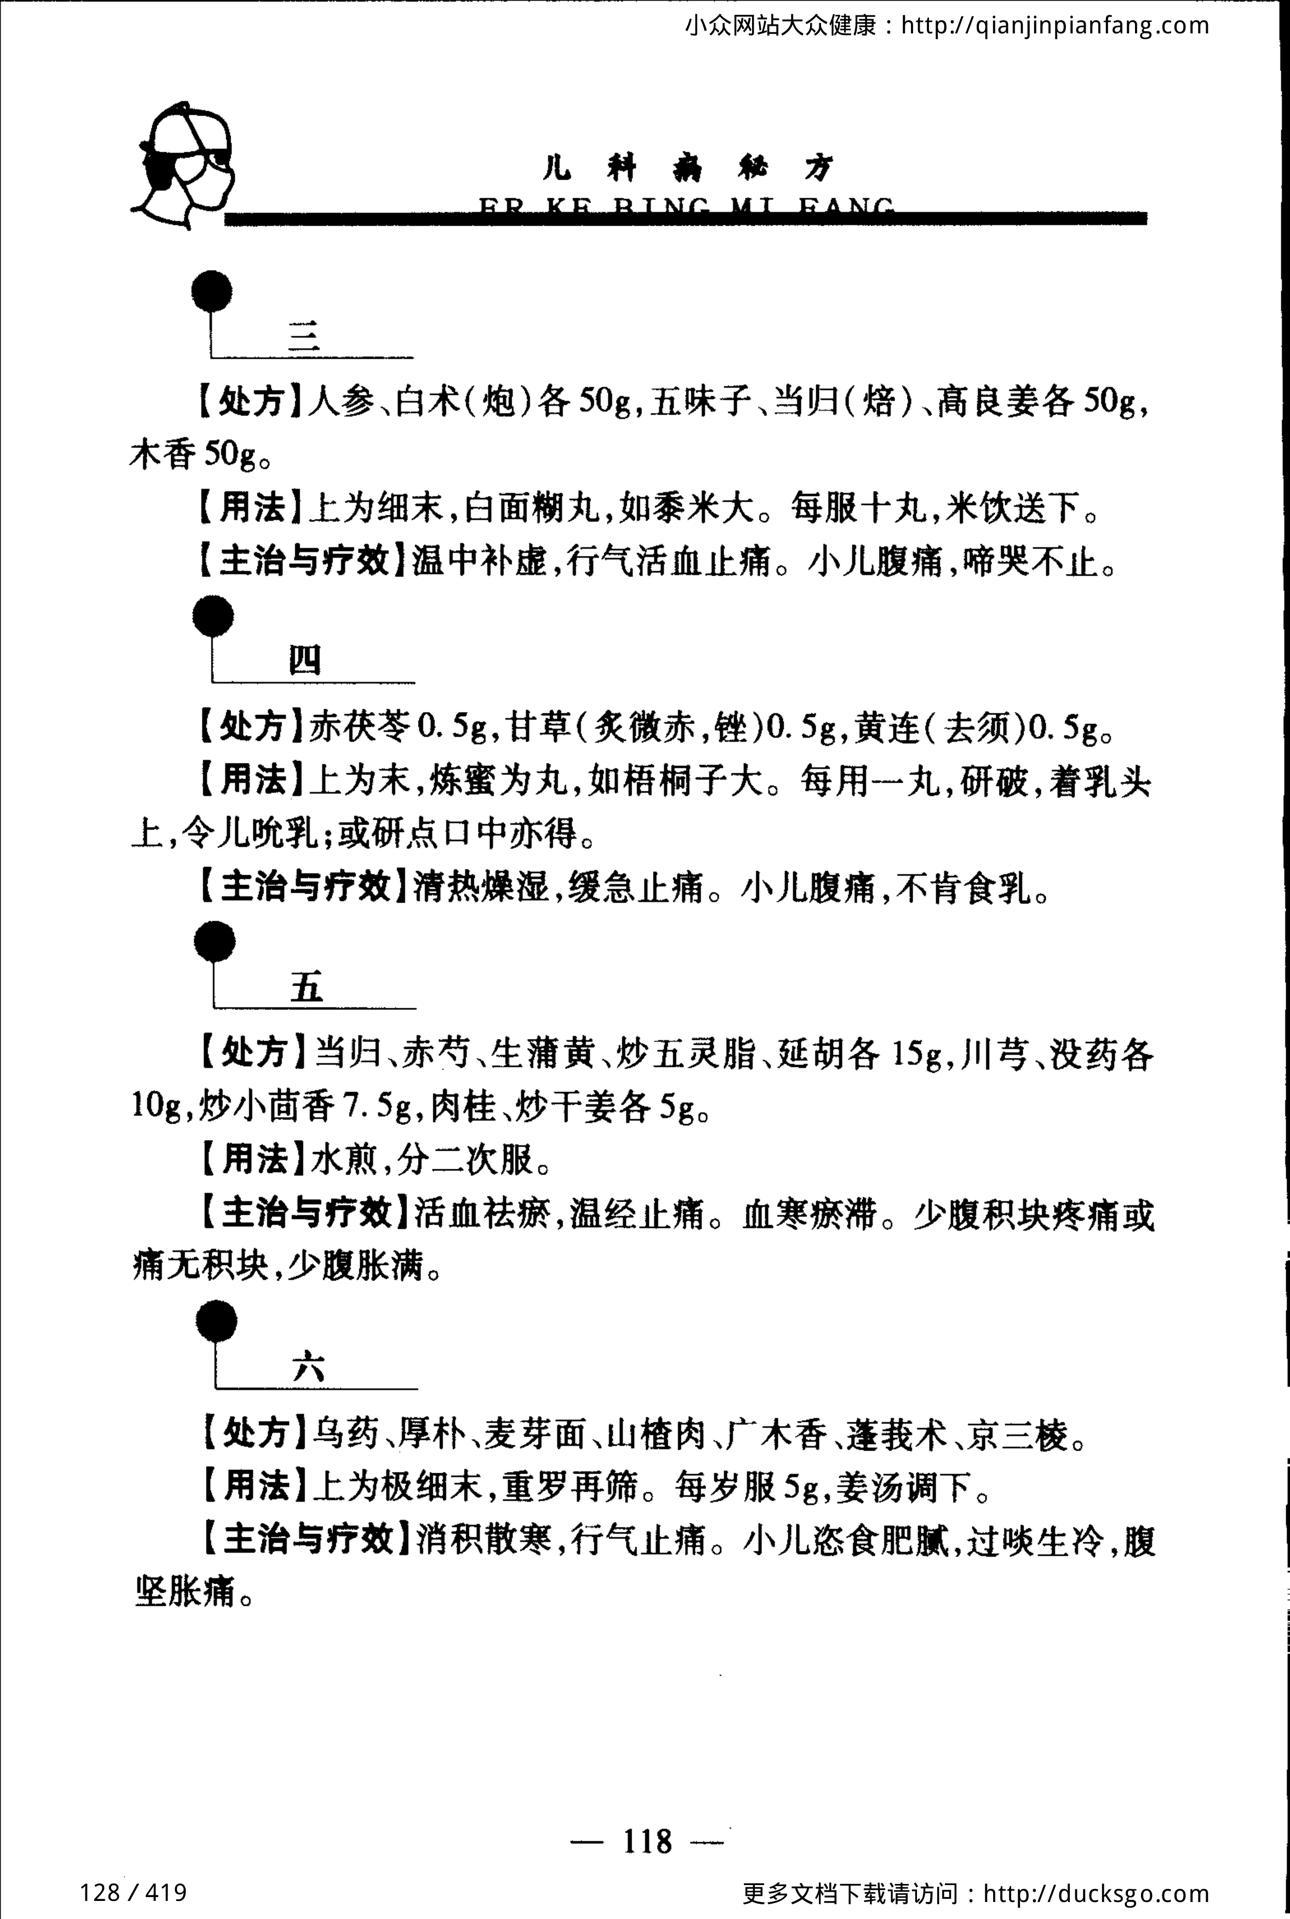 小众网站大众健康：http://qianjinpianfang.com
儿科病秘方
ER KE BING MI FANG
三
【处方】人参、白术(炮)各50g,五味子、当归(焙)、高良姜各50g,
木香50g。
【用法】上为细末,白面糊丸,如黍米大。每服十丸,米饮送下。
【主治与疗效】温中补虚,行气活血止痛。小儿腹痛,啼哭不止。
四
【处方】赤茯苓0.5g,甘草(炙微赤,锉)0.5g,黄连(去须)0.5g。
【用法】上为末,炼蜜为丸,如梧桐子大。每用一丸,研破,着乳头
上,令儿吮乳;或研点口中亦得。
【主治与疗效】清热燥湿,缓急止痛。小儿腹痛,不肯食乳。
五
【处方】当归、赤芍、生蒲黄、炒五灵脂、延胡各15g,川芎、没药各
10g,炒小茴香7.5g,肉桂、炒干姜各5g。
【用法】水煎,分二次服。
【主治与疗效】活血祛瘀,温经止痛。血寒瘀滞。少腹积块疼痛或
痛无积块,少腹胀满。
六
【处方】乌药、厚朴、麦芽面、山楂肉、广木香、蓬莪术、京三棱。
【用法】上为极细末,重罗再筛。每岁服5g,姜汤调下。
【主治与疗效】消积散寒,行气止痛。小儿恣食肥腻,过啖生冷,腹
坚胀痛。
— 118 —
128 / 419
更多文档下载请访问：http://ducksgo.com